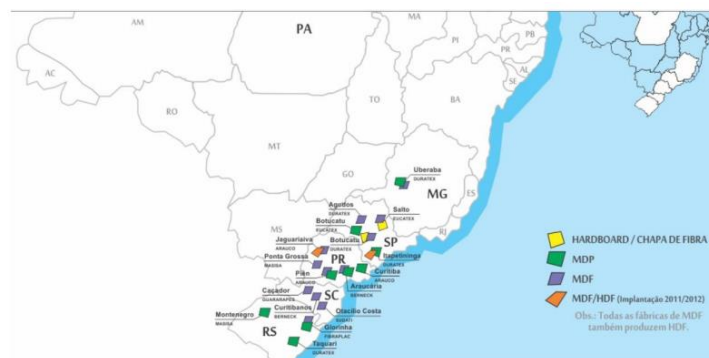 AM
PA
MA
PI
PB
PR
AL
SE
AC
RO
TO
BA
MT
GO
Uberaba
DURATEX
MG
ES
MS
Agudos
DURATEX
Salto
EUCATEX
Botucatu
EUCATEX
RJ
Jaguariaiva
ARAUCO
Botucatu
DURATEX
SP
Itapetininga
DURATEX
Ponta Grossa
MASISA
PR
Curitiba
ARAUCO
Piên
ARAUCO
Araucária
BERNECK
Caçador
GUARARAPES
SC
Curitibanos
BERNECK
Otacílio Costa
SUDATI
Montenegro
MASISA
RS
Glorinha
FIBRAPLAC
Taquari
DURATEX
HARDBOARD / CHAPA DE FIBRA
MDP
MDF
MDF/HDF (Implantação 2011/2012)
Obs.: Todas as fábricas de MDF
também produzem HDF.